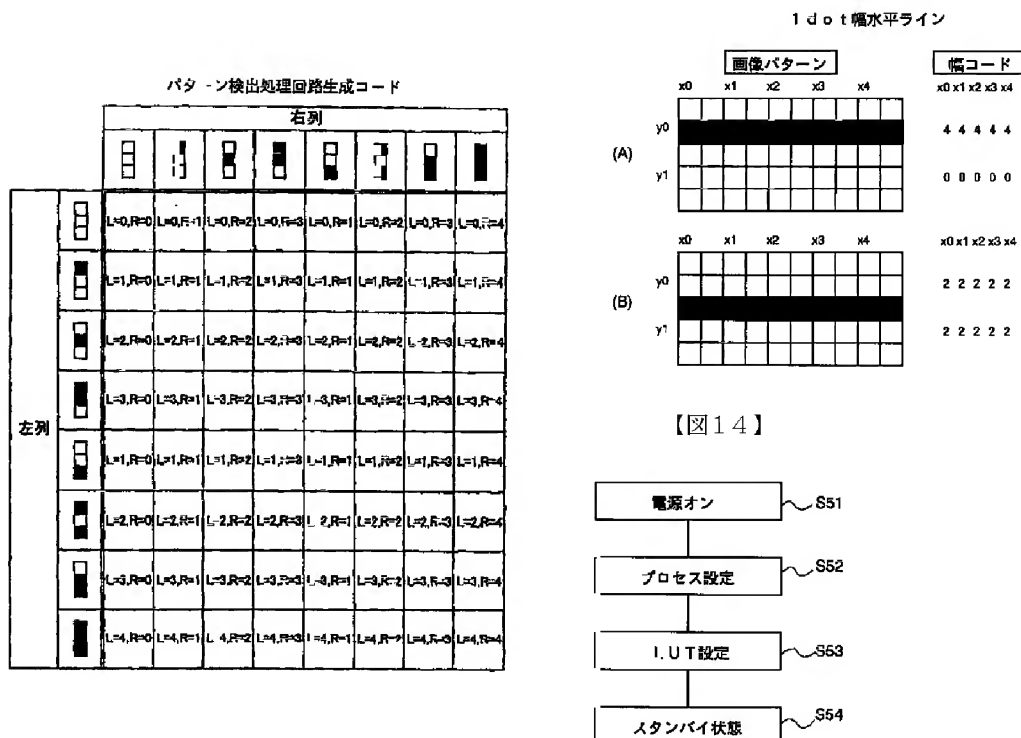 パタ-ン検出処理回路生成コード
右列
左列
L=0,R=0 L=0,R=1 L=0,R=2 L=0,R=3 L=0,R=1 L=0,R=2 L=0,R=3 L=0,R=4
L=1,R=0 L=1,R=1 L=1,R=2 L=1,R=3 L=1,R=1 L=1,R=2 L=1,R=3 L=1,R=4
L=2,R=0 L=2,R=1 L=2,R=2 L=2,R=3 L=2,R=1 L=2,R=2 L=2,R=3 L=2,R=4
L=3,R=0 L=3,R=1 L=3,R=2 L=3,R=3 L=3,R=1 L=3,R=2 L=3,R=3 L=3,R=4
L=1,R=0 L=1,R=1 L=1,R=2 L=1,R=3 L=1,R=1 L=1,R=2 L=1,R=3 L=1,R=4
L=2,R=0 L=2,R=1 L=2,R=2 L=2,R=3 L=2,R=1 L=2,R=2 L=2,R=3 L=2,R=4
L=3,R=0 L=3,R=1 L=3,R=2 L=3,R=3 L=3,R=1 L=3,R=2 L=3,R=3 L=3,R=4
L=4,R=0 L=4,R=1 L=4,R=2 L=4,R=3 L=4,R=1 L=4,R=2 L=4,R=3 L=4,R=4
1dot幅水平ライン
画像パターン 幅コード
x0 x1 x2 x3 x4 x0 x1 x2 x3 x4
y0 4 4 4 4 4
(A)
y1 0 0 0 0 0
x0 x1 x2 x3 x4 x0 x1 x2 x3 x4
y0 2 2 2 2 2
(B)
y1 2 2 2 2 2
【図14】
電源オン S51
プロセス設定 S52
LUT設定 S53
スタンバイ状態 S54